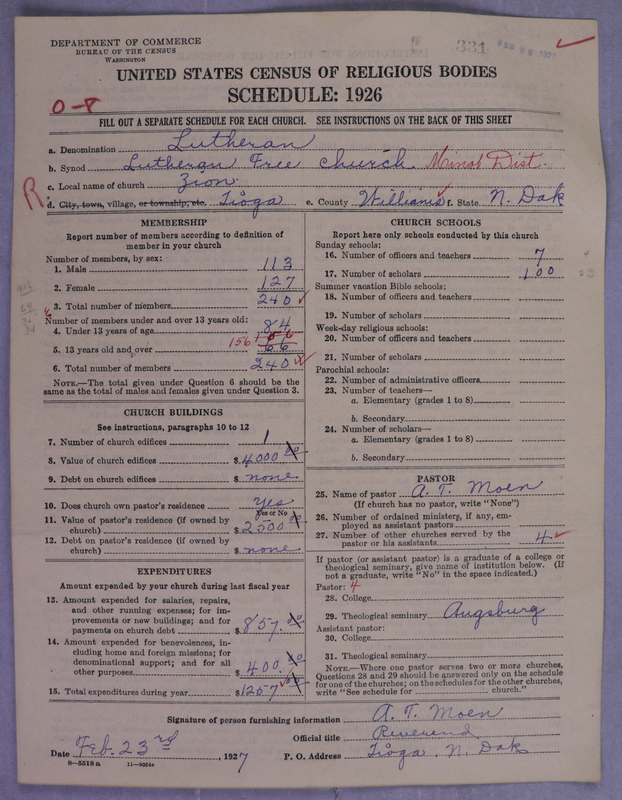 DEPARTMENT OF COMMERCE
BUREAU OF THE CENSUS
WASHINGTON
331
UNITED STATES CENSUS OF RELIGIOUS BODIES
SCHEDULE: 1926
O-8
FILL OUT A SEPARATE SCHEDULE FOR EACH CHURCH. SEE INSTRUCTIONS ON THE BACK OF THIS SHEET
a. Denomination Lutheran
b. Synod Lutheran Free Church Minot Dist.
c. Local name of church Zion
R
d. City, town, village, or township, etc. Tioga e. County Williams f. State N. Dak
MEMBERSHIP
Report number of members according to definition of
member in your church
Number of members, by sex:
1. Male 113
2. Female 127
3. Total number of members 240
Number of members under and over 13 years old:
4. Under 13 years of age 84
5. 13 years old and over 156
6. Total number of members 240
NOTE.—The total given under Question 6 should be the
same as the total of males and females given under Question 3.
CHURCH BUILDINGS
See instructions, paragraphs 10 to 12
7. Number of church edifices 1
8. Value of church edifices $4000 00
9. Debt on church edifices $ none
10. Does church own pastor's residence Yes
Yes or No
11. Value of pastor's residence (if owned by
church) $2500 00
12. Debt on pastor's residence (if owned by
church) $ none
EXPENDITURES
Amount expended by your church during last fiscal year
13. Amount expended for salaries, repairs,
and other running expenses; for im-
provements or new buildings; and for
payments on church debt $857.00
14. Amount expended for benevolences, in-
cluding home and foreign missions; for
denominational support; and for all
other purposes $400 00
15. Total expenditures during year $1257 00
CHURCH SCHOOLS
Report here only schools conducted by this church
Sunday schools:
16. Number of officers and teachers 7
17. Number of scholars 100
Summer vacation Bible schools:
18. Number of officers and teachers
19. Number of scholars
Week-day religious schools:
20. Number of officers and teachers
21. Number of scholars
Parochial schools:
22. Number of administrative officers
23. Number of teachers—
a. Elementary (grades 1 to 8)
b. Secondary
24. Number of scholars—
a. Elementary (grades 1 to 8)
b. Secondary
PASTOR
25. Name of pastor A. T. Moen
(If church has no pastor, write "None")
26. Number of ordained ministers, if any, em-
ployed as assistant pastors
27. Number of other churches served by the
pastor or his assistants 4
If pastor (or assistant pastor) is a graduate of a college or
theological seminary, give name of institution below. (If
not a graduate, write "No" in the space indicated.)
Pastor: 4
28. College
29. Theological seminary Augsburg
Assistant pastor:
30. College
31. Theological seminary
NOTE.—Where one pastor serves two or more churches,
Questions 28 and 29 should be answered only on the schedule
for one of the churches; on the schedules for the other churches,
write "See schedule for church."
Signature of person furnishing information A. T. Moen
Official title Reverend
Date Feb. 23rd, 1927 P. O. Address Tioga, N. Dak
8—5518 a